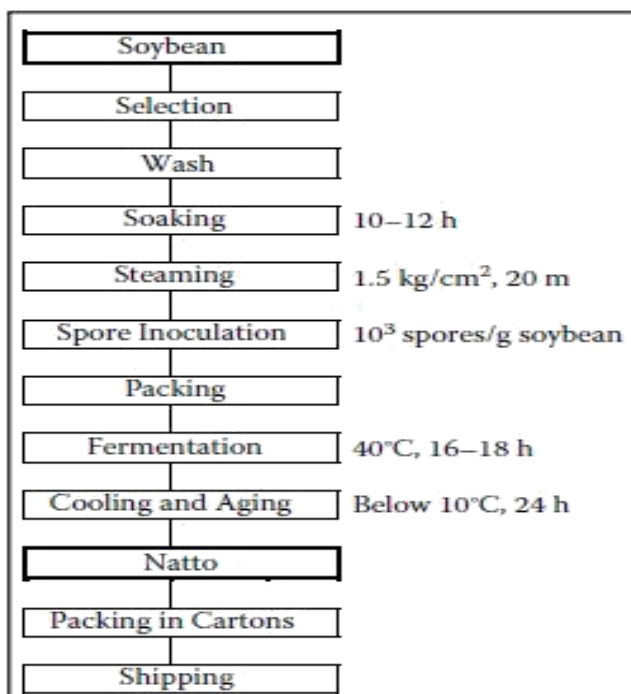 Soybean
Selection
Wash
Soaking 10–12 h
Steaming 1.5 kg/cm², 20 m
Spore Inoculation 10³ spores/g soybean
Packing
Fermentation 40°C, 16–18 h
Cooling and Aging Below 10°C, 24 h
Natto
Packing in Cartons
Shipping